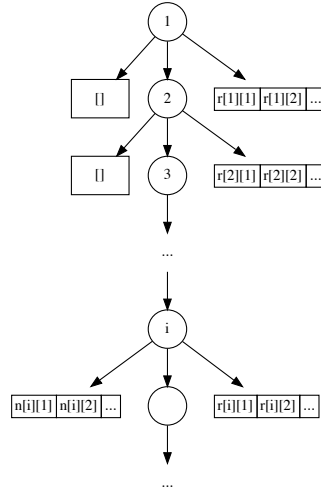 1
[] 2 r[1][1] r[1][2] ...
[] 3 r[2][1] r[2][2] ...
...
i
n[i][1] n[i][2] ... r[i][1] r[i][2] ...
...